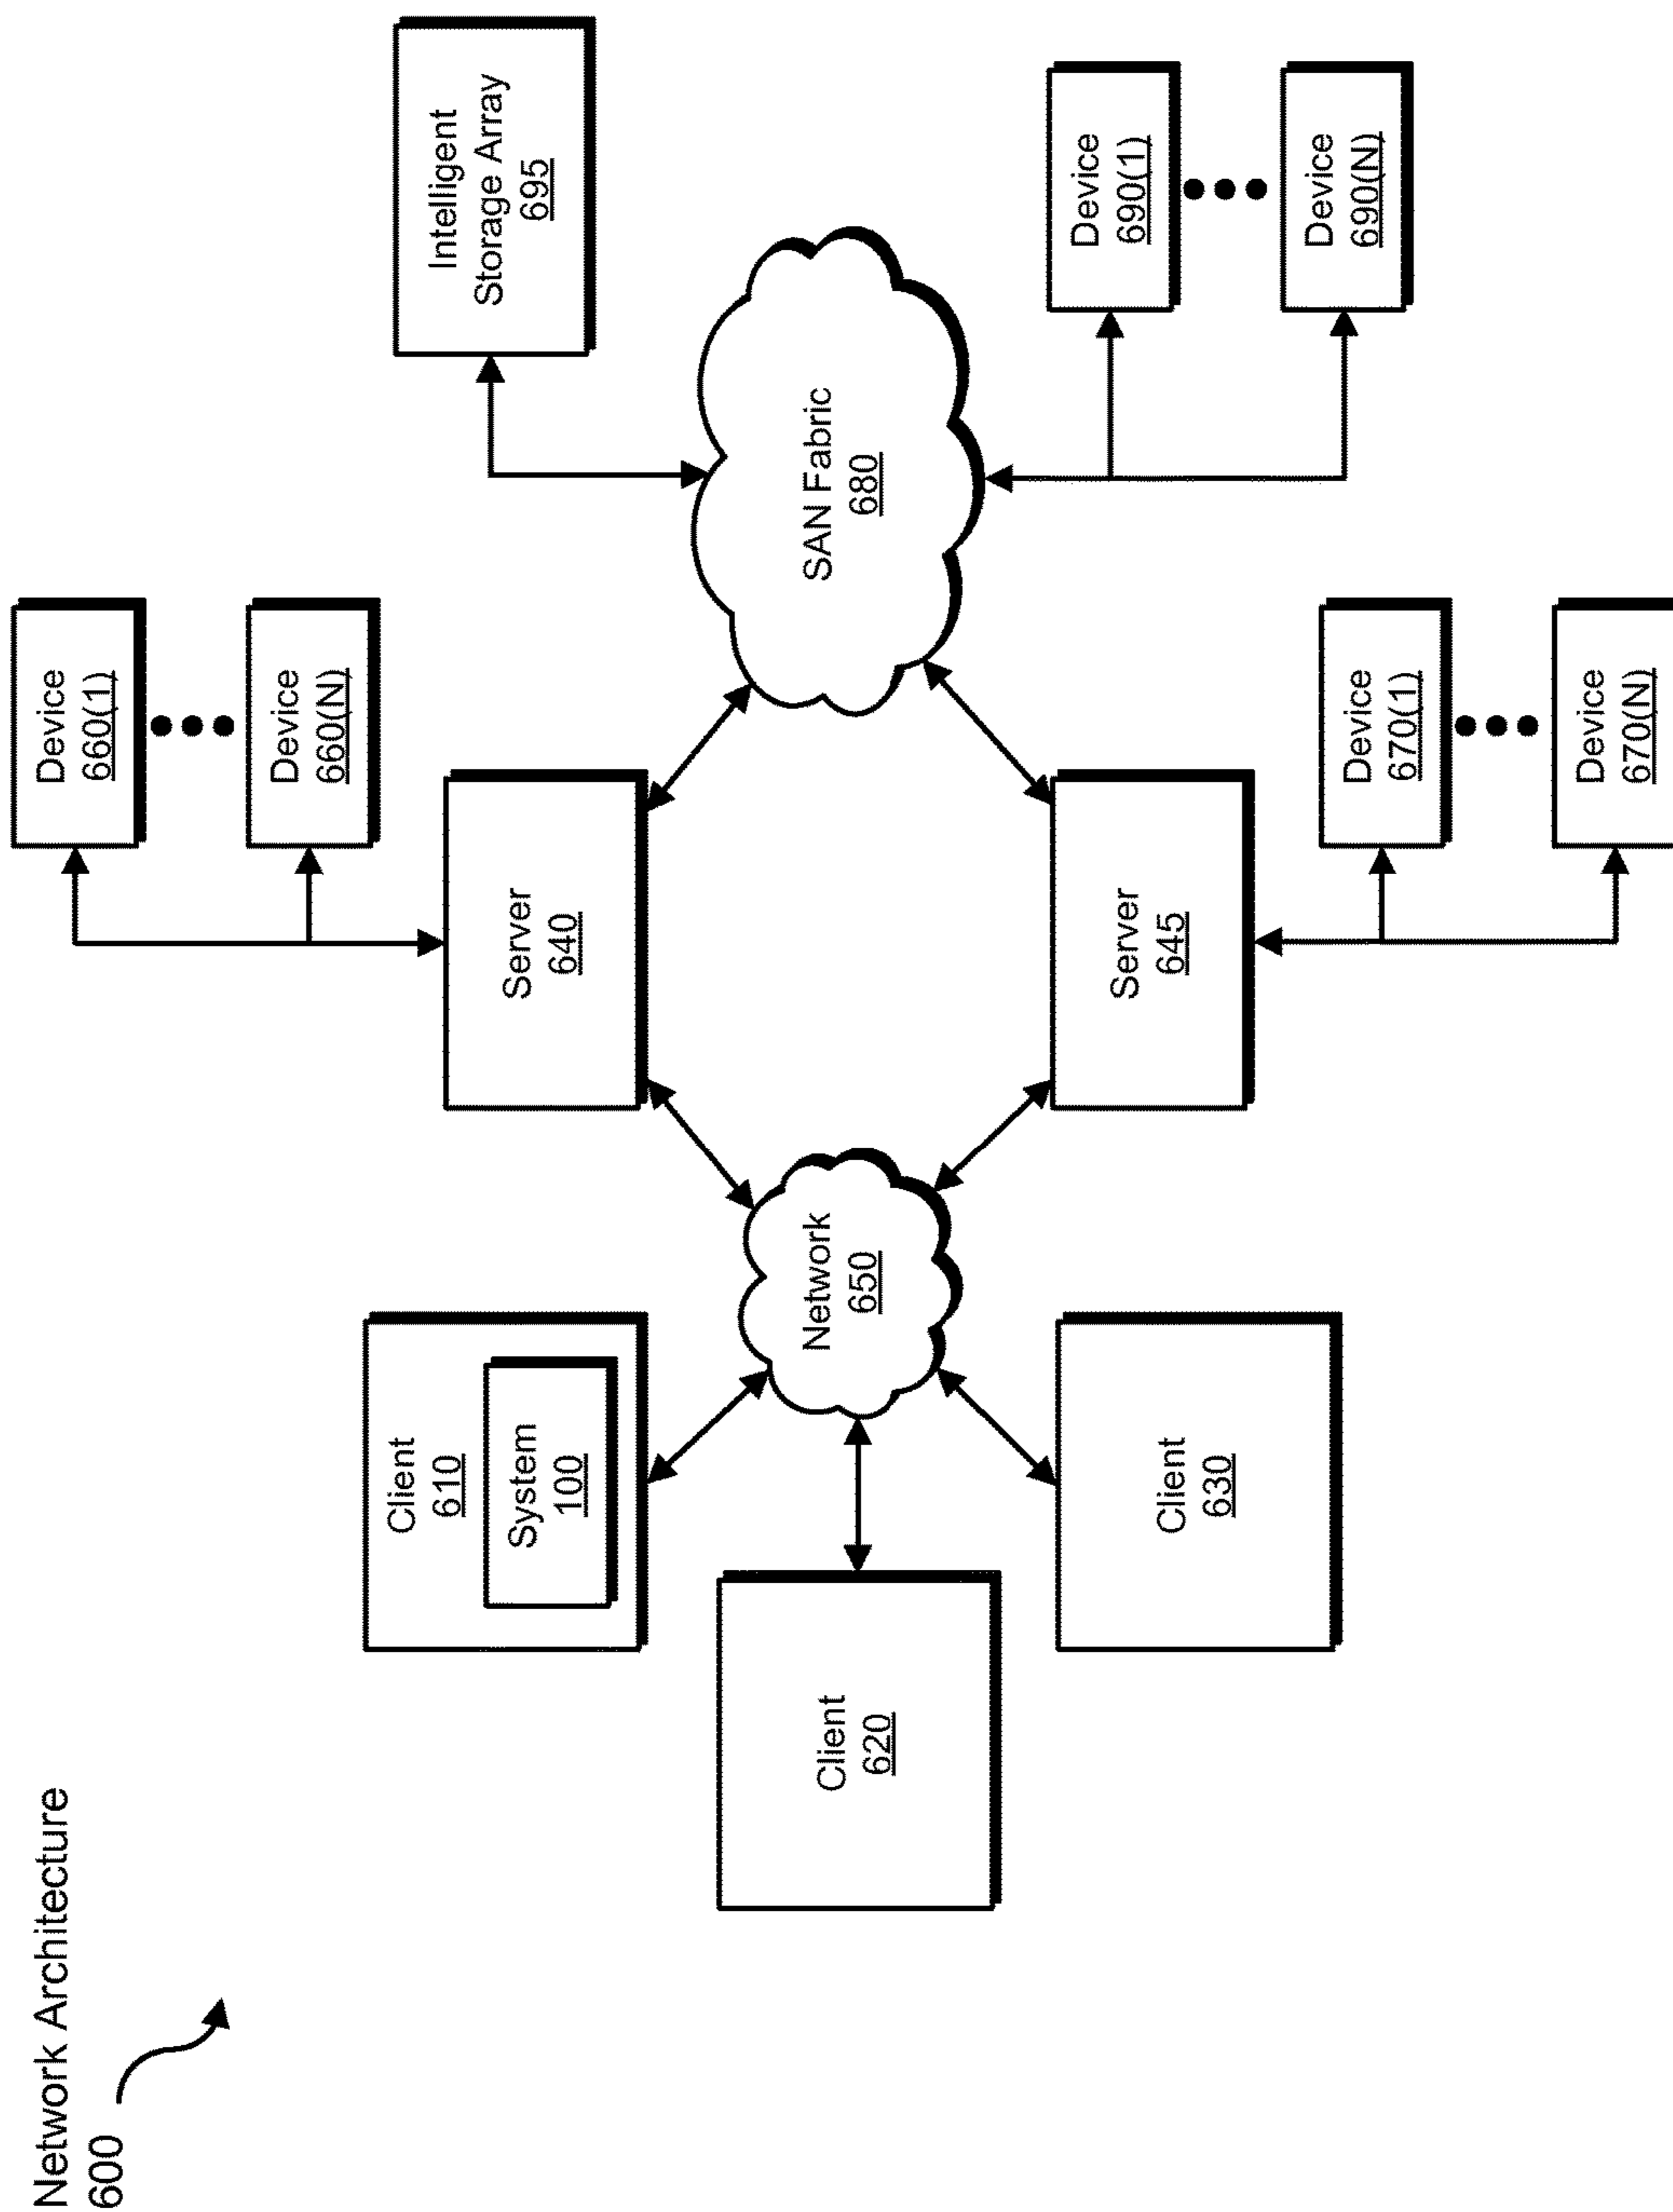 Network Architecture
600
Client
610
System
100
Client
620
Client
630
Network
650
Server
640
Server
645
Device
660(1)
Device
660(N)
Device
670(1)
Device
670(N)
SAN Fabric
680
Intelligent
Storage Array
695
Device
690(1)
Device
690(N)